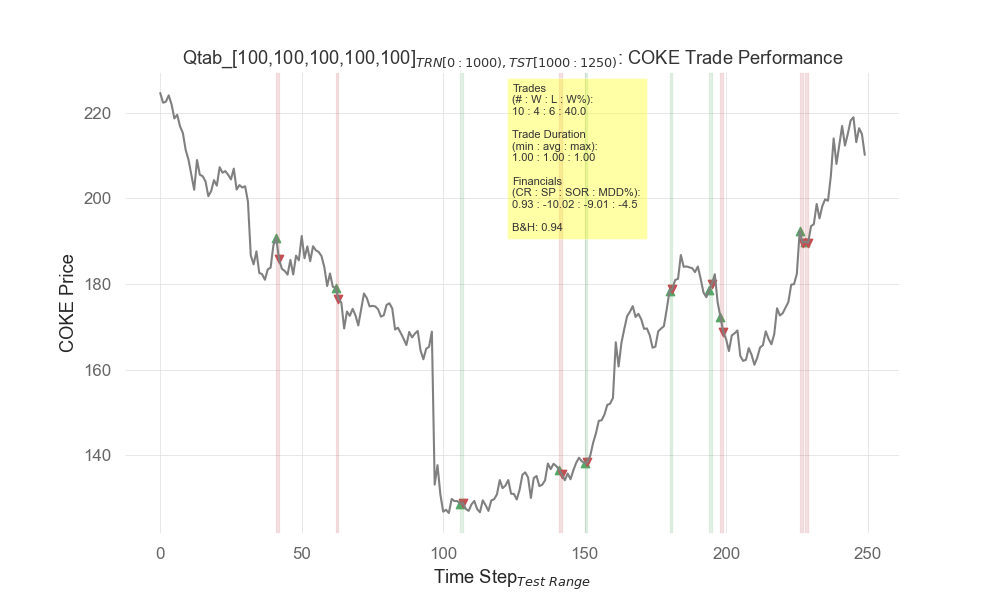 Qtab_[100,100,100,100,100]TRN[0 : 1000), TST[1000 : 1250): COKE Trade Performance
Trades
(# : W : L : W%):
10 : 4 : 6 : 40.0
Trade Duration
(min : avg : max):
1.00 : 1.00 : 1.00
Financials
(CR : SP : SOR : MDD%):
0.93 : -10.02 : -9.01 : -4.5
B&H: 0.94
COKE Price
220
200
180
160
140
0 50 100 150 200 250
Time Step Test Range